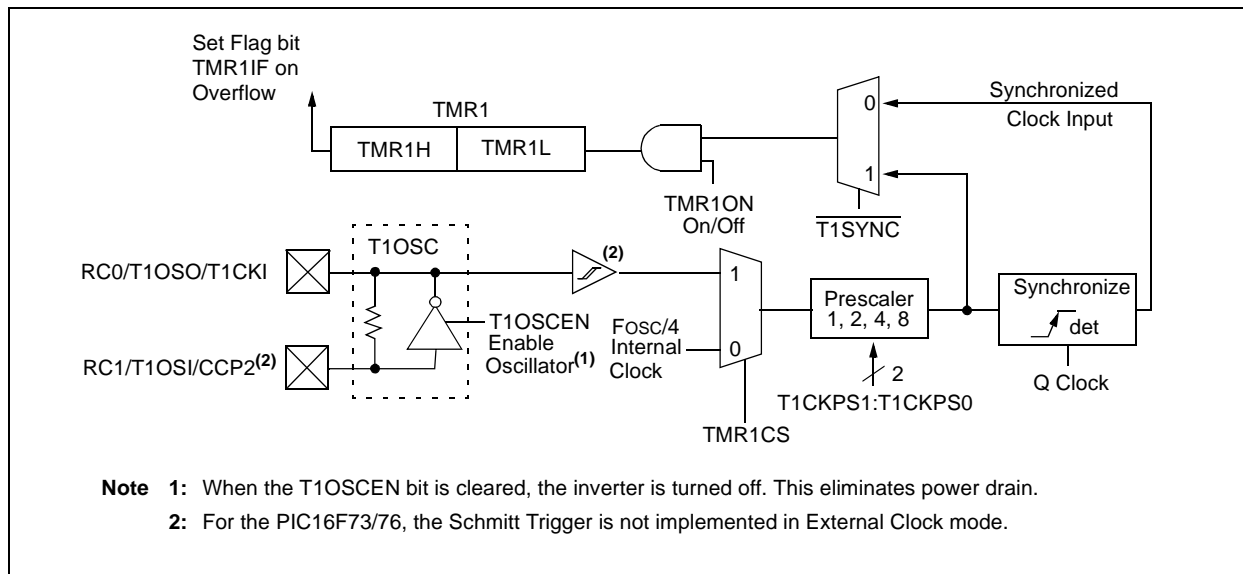 Set Flag bit
TMR1IF on
Overflow
TMR1
TMR1H
TMR1L
TMR1ON
On/Off
0
1
T1SYNC
Synchronized
Clock Input
T1OSC
(2)
RC0/T1OSO/T1CKI
RC1/T1OSI/CCP2(2)
T1OSCEN
Enable
Oscillator(1)
FOSC/4
Internal
Clock
1
0
TMR1CS
Prescaler
1, 2, 4, 8
2
T1CKPS1:T1CKPS0
Synchronize
det
Q Clock
Note 1: When the T1OSCEN bit is cleared, the inverter is turned off. This eliminates power drain.
2: For the PIC16F73/76, the Schmitt Trigger is not implemented in External Clock mode.